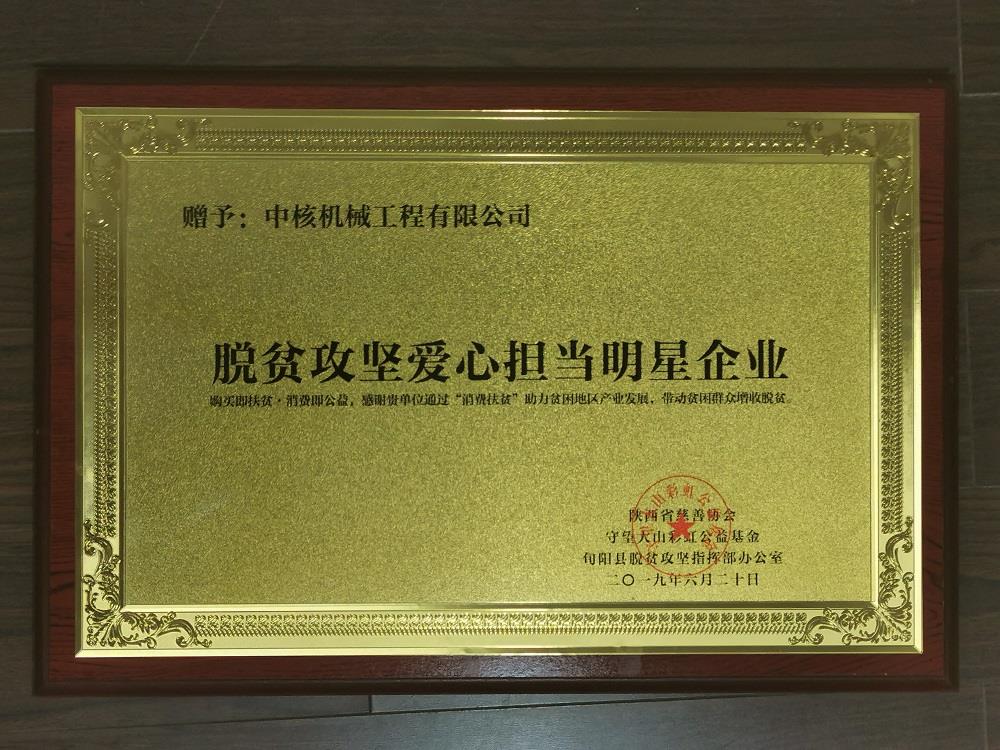 赠予：中核机械工程有限公司
脱贫攻坚爱心担当明星企业
购买即扶贫·消费即公益，感谢贵单位通过“消费扶贫”助力贫困地区产业发展，带动贫困群众增收脱贫。
陕西省慈善协会
守望大山彩虹公益基金
旬阳县脱贫攻坚指挥部办公室
二〇一九年六月二十日
山彩虹公